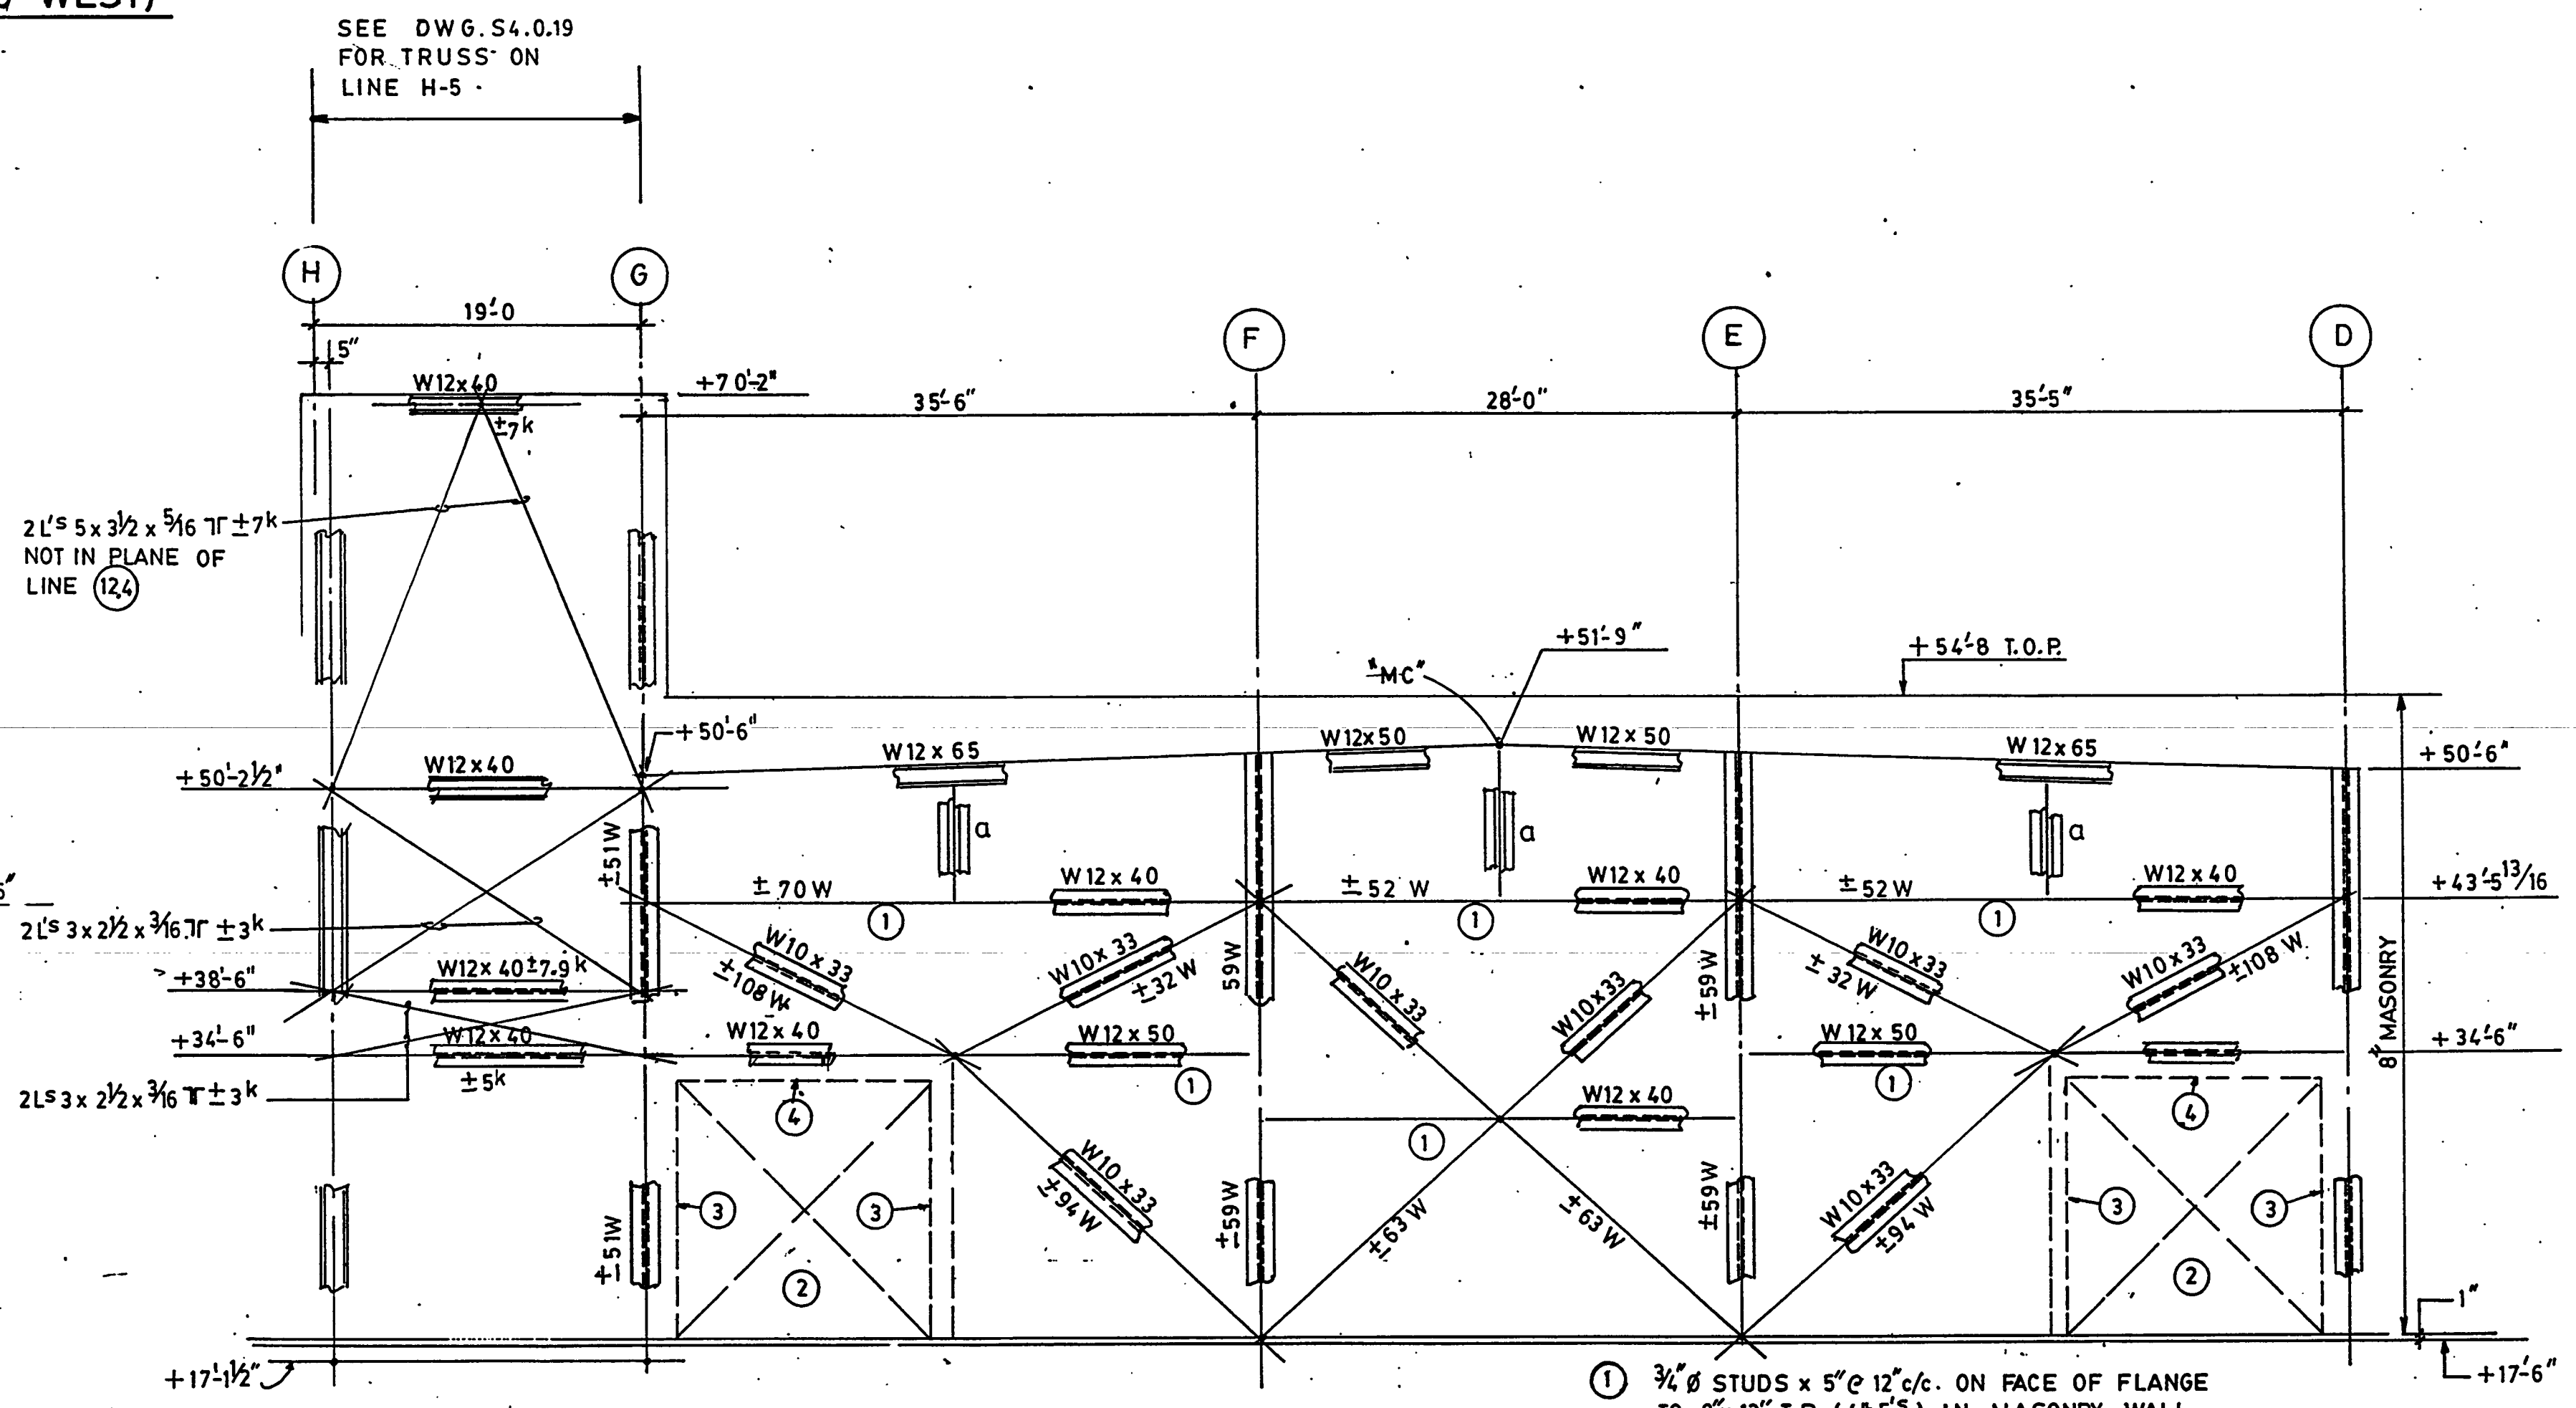 WEST)
SEE DWG. S4.0.19
FOR TRUSS ON
LINE H-5
H
G
F
E
D
19'-0
5"
W12x40
+70'-2"
35'-6"
28'-0"
35'-5"
±7k
2L'S 5x3½x5/16 ±7k
NOT IN PLANE OF
LINE 12.4
+51'-9"
+54'-8 T.O.P.
"MC"
+50'-6"
W12x50
W12x50
W12x65
W12x65
+50'-6"
+50'-2½"
W12x40
±51W
a
a
a
±70W
W12x40
±52 W
W12x40
±52W
W12x40
+43'-5 13/16
1
1
1
2L'S 3x2½x3/16 ±3k
W10x33
±108W
W10x33
±32W
59W
W10x33
W10x33
±59W
W10x33
±32W
W10x33
±108W
8" MASONRY
+38'-6"
W12x40 ±7.9k
+34'-6"
W12x40
±5k
W12x40
W12x50
1
W12x50
1
+34'-6"
2LS 3x2½x3/16 ±3k
4
W12x40
1
4
W10x33
±94W
±59W
±63W
±63W
±59W
W10x33
±94W
3
3
3
3
±51W
2
2
1"
+17'-1½"
+17'-6"
1 ¾"Ø STUDS x 5"@ 12"c/c. ON FACE OF FLANGE
IN MASONRY WALL